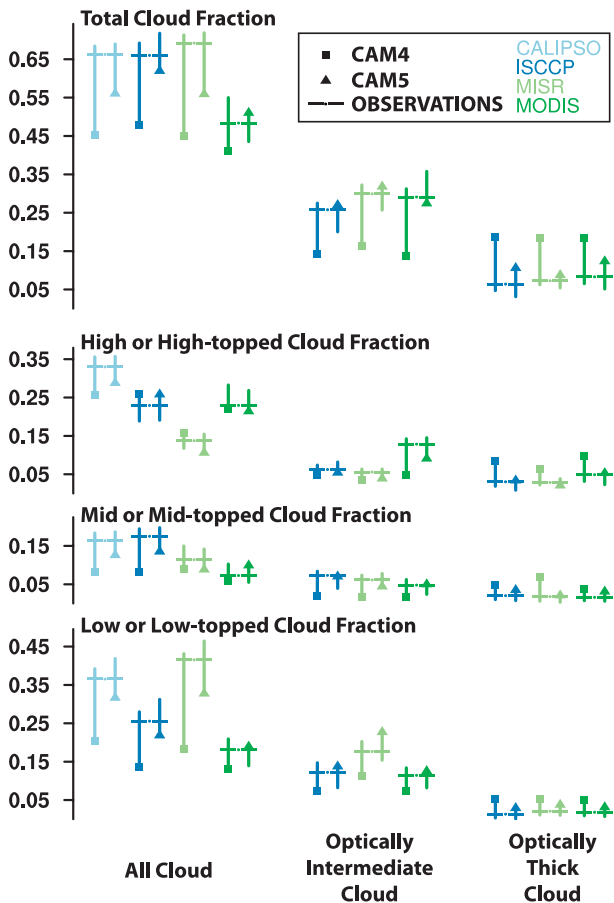 Total Cloud Fraction
0.65
0.55
0.45
0.35
0.25
0.15
0.05
CAM4
CAM5
OBSERVATIONS
CALIPSO
ISCCP
MISR
MODIS
High or High-topped Cloud Fraction
0.35
0.25
0.15
0.05
Mid or Mid-topped Cloud Fraction
0.15
0.05
Low or Low-topped Cloud Fraction
0.45
0.35
0.25
0.15
0.05
All Cloud
Optically
Intermediate
Cloud
Optically
Thick
Cloud